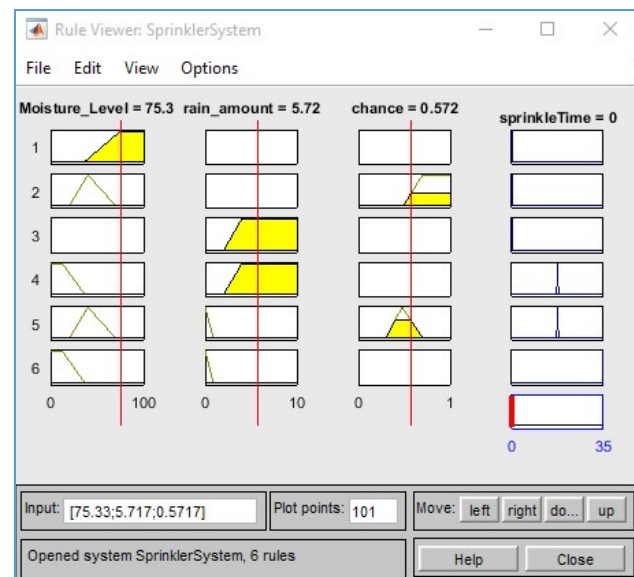 Rule Viewer: SprinklerSystem
File Edit View Options
Moisture_Level = 75.3 rain_amount = 5.72 chance = 0.572 sprinkleTime = 0
1
2
3
4
5
6
0 100 0 10 0 1
0 35
Input: [75.33;5.717;0.5717] Plot points: 101 Move: left right do... up
Opened system SprinklerSystem, 6 rules Help Close